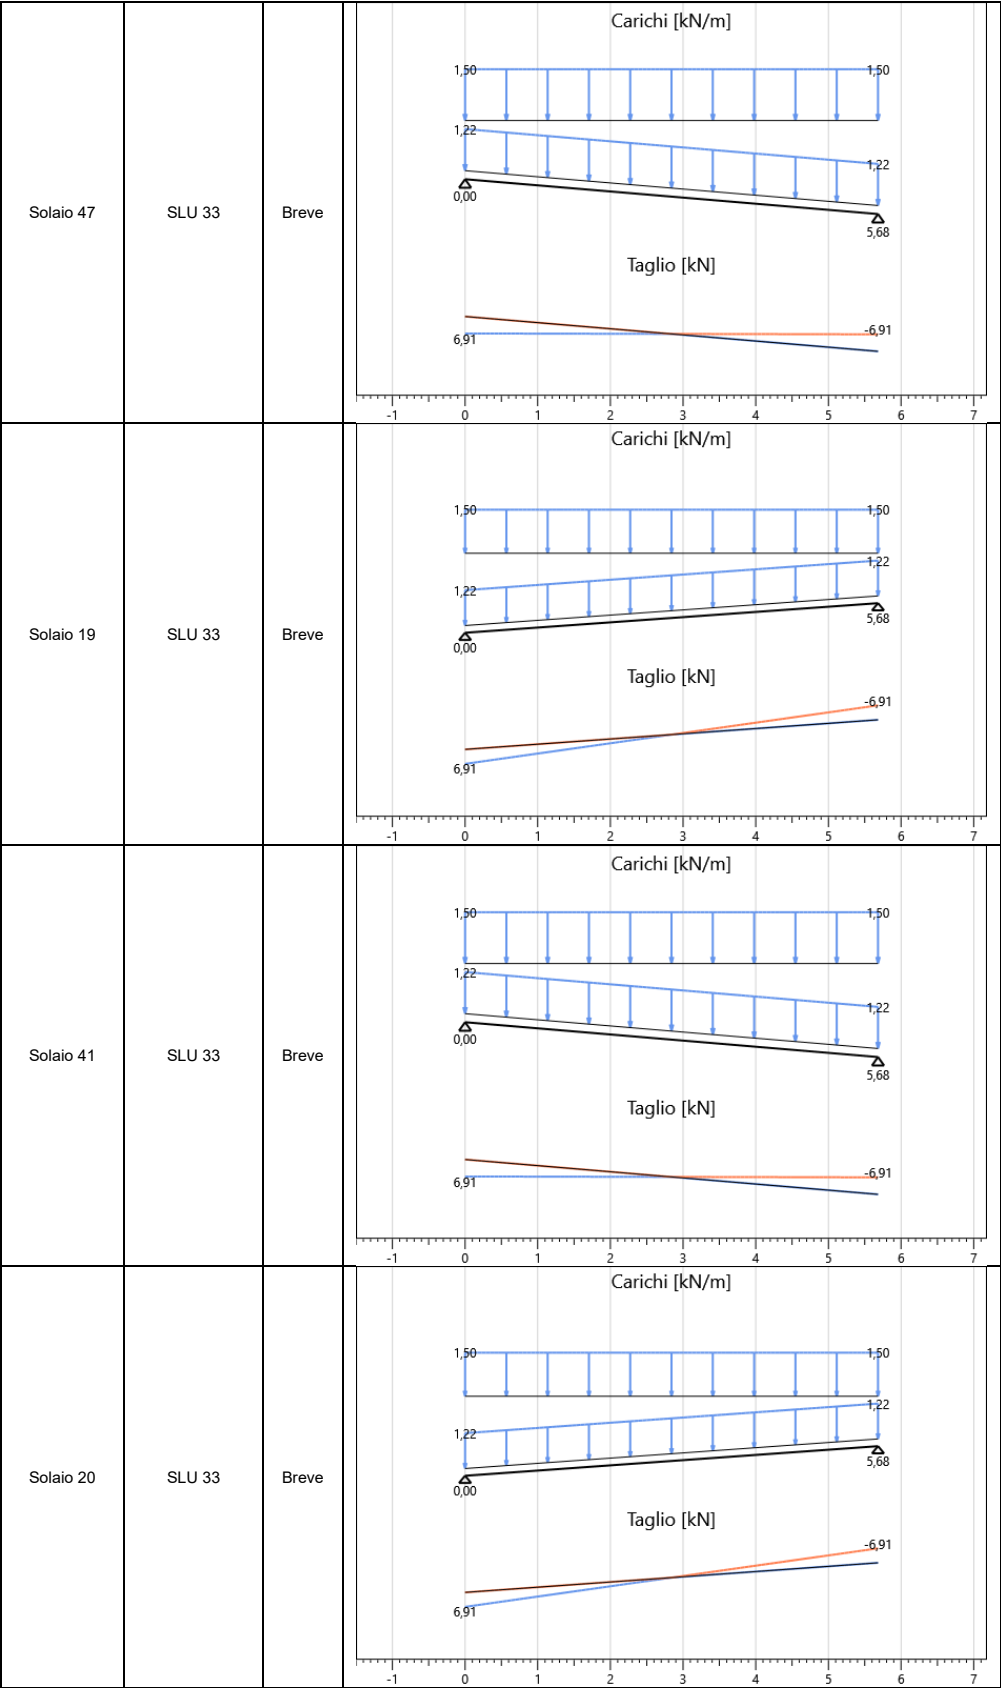 Carichi [kN/m]
1,50 1,50
1,22 1,22
0,00 5,68
Solaio 47 SLU 33 Breve
Taglio [kN]
6,91 -6,91
-1 0 1 2 3 4 5 6 7
Carichi [kN/m]
1,50 1,50
1,22
1,22
5,68
0,00
Solaio 19 SLU 33 Breve
Taglio [kN]
-6,91
6,91
-1 0 1 2 3 4 5 6 7
Carichi [kN/m]
1,50 1,50
1,22 1,22
0,00 5,68
Solaio 41 SLU 33 Breve
Taglio [kN]
6,91 -6,91
-1 0 1 2 3 4 5 6 7
Carichi [kN/m]
1,50 1,50
1,22
1,22
5,68
0,00
Solaio 20 SLU 33 Breve
Taglio [kN]
-6,91
6,91
-1 0 1 2 3 4 5 6 7